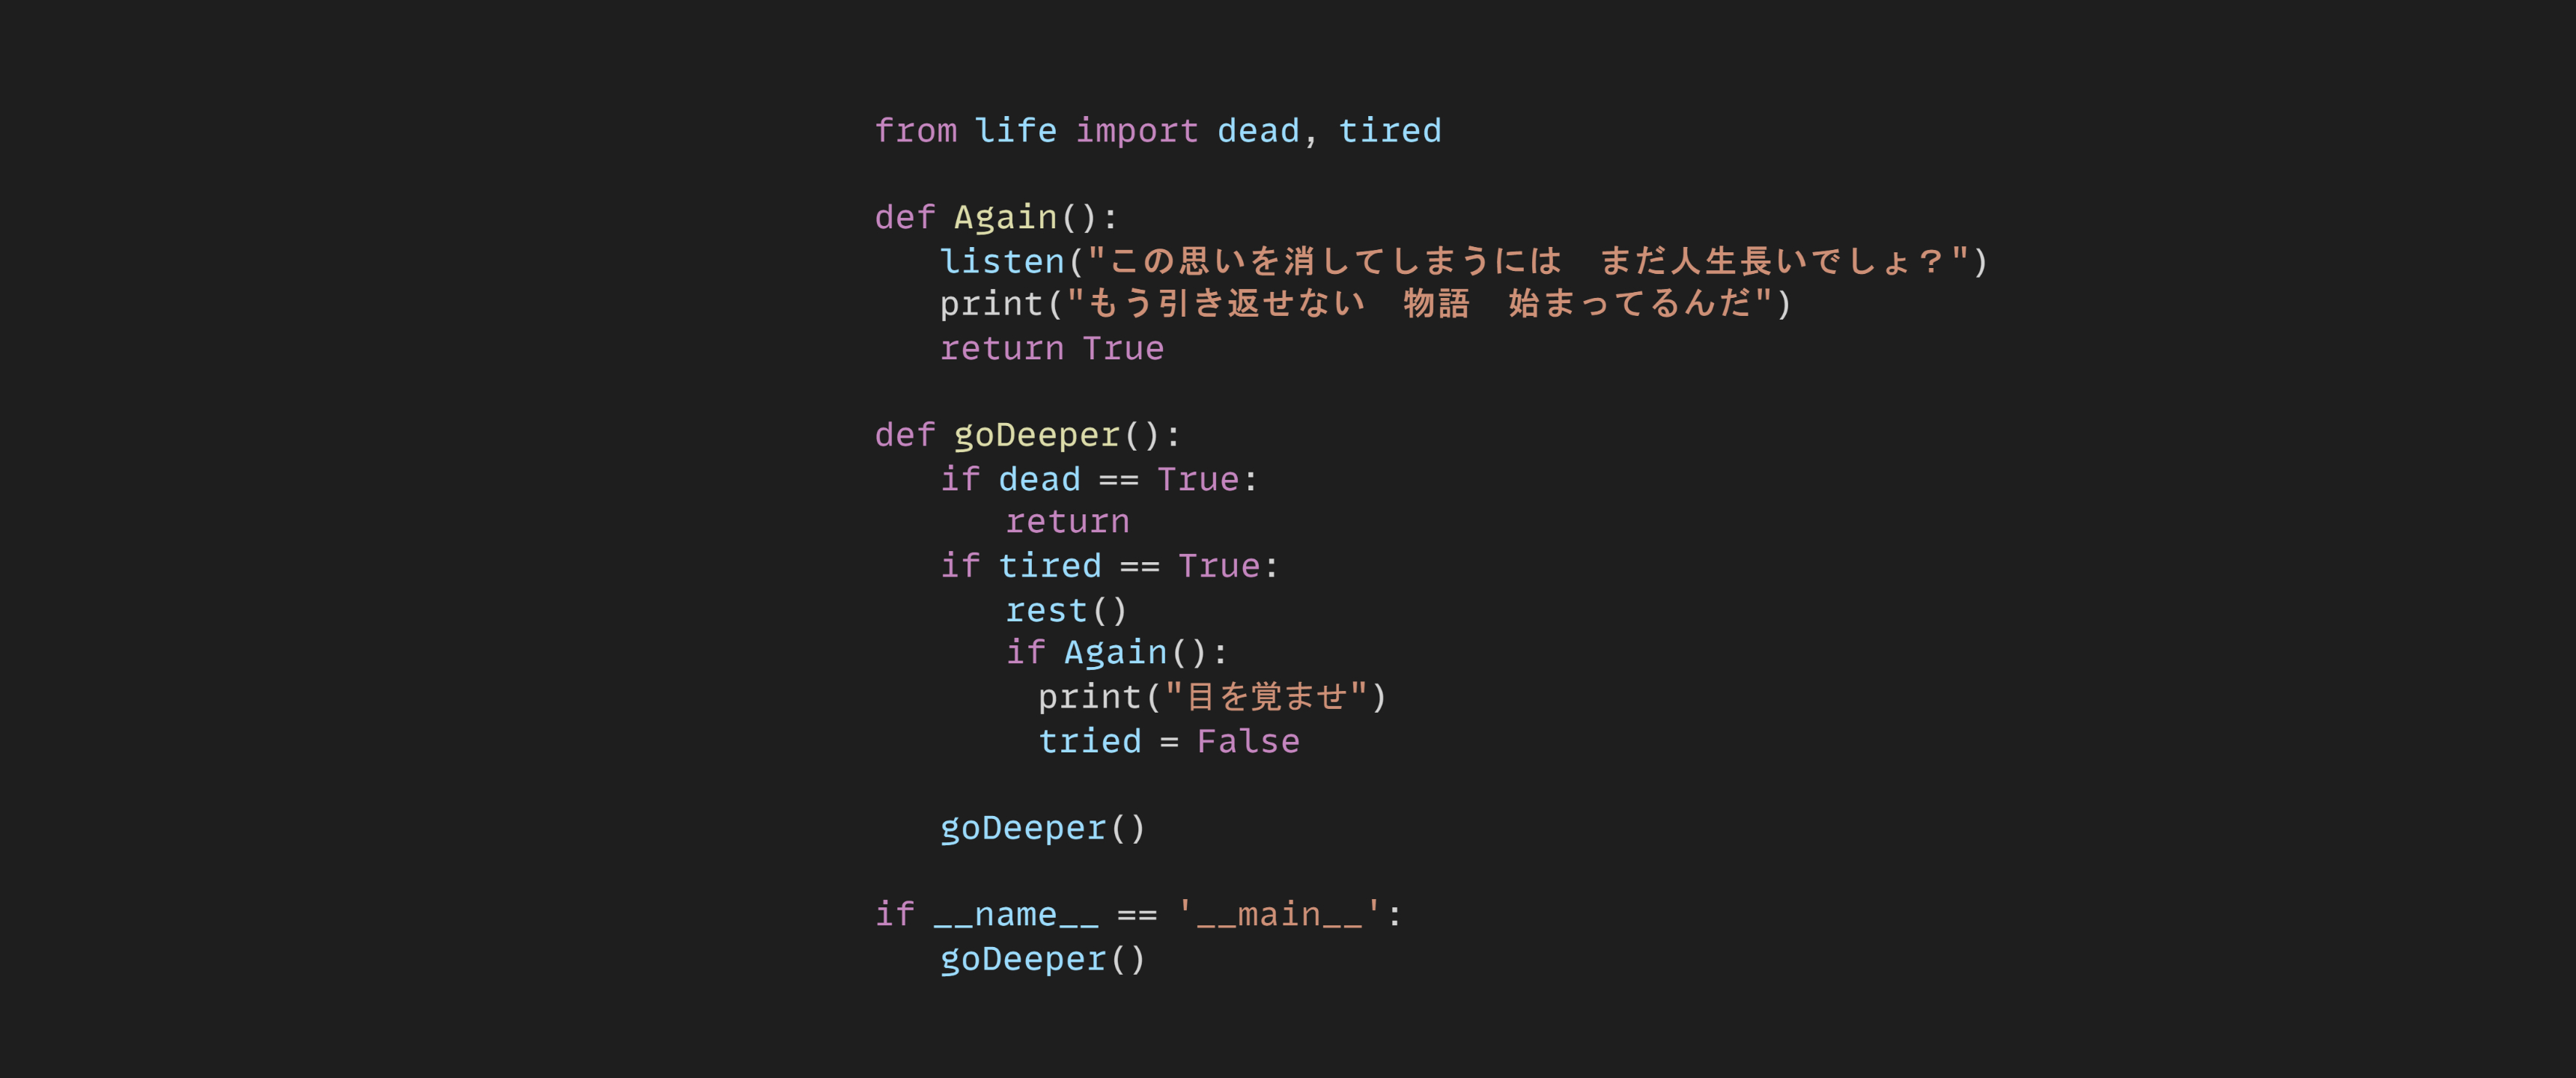 from life import dead, tired
def Again():
listen("この思いを消してしまうには　まだ人生長いでしょ？")
print("もう引き返せない　物語　始まってるんだ")
return True
def goDeeper():
if dead == True:
return
if tired == True:
rest()
if Again():
print("目を覚ませ")
tried = False
goDeeper()
if __name__ == '__main__':
goDeeper()